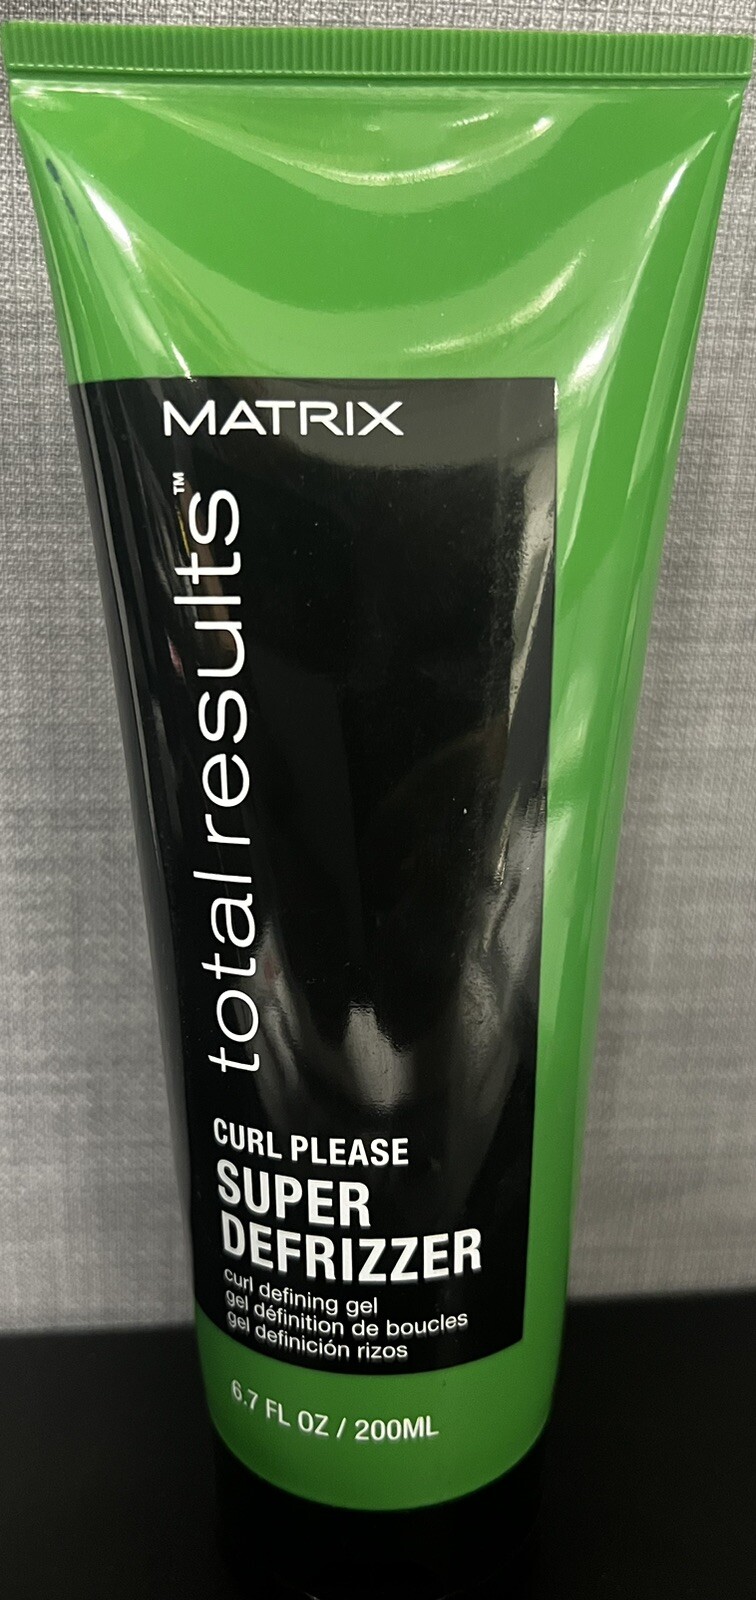 MATRIX
total results™
CURL PLEASE
SUPER
DEFRIZZER
curl defining gel
gel définition de boucles
gel definición rizos
6.7 FL OZ / 200ML